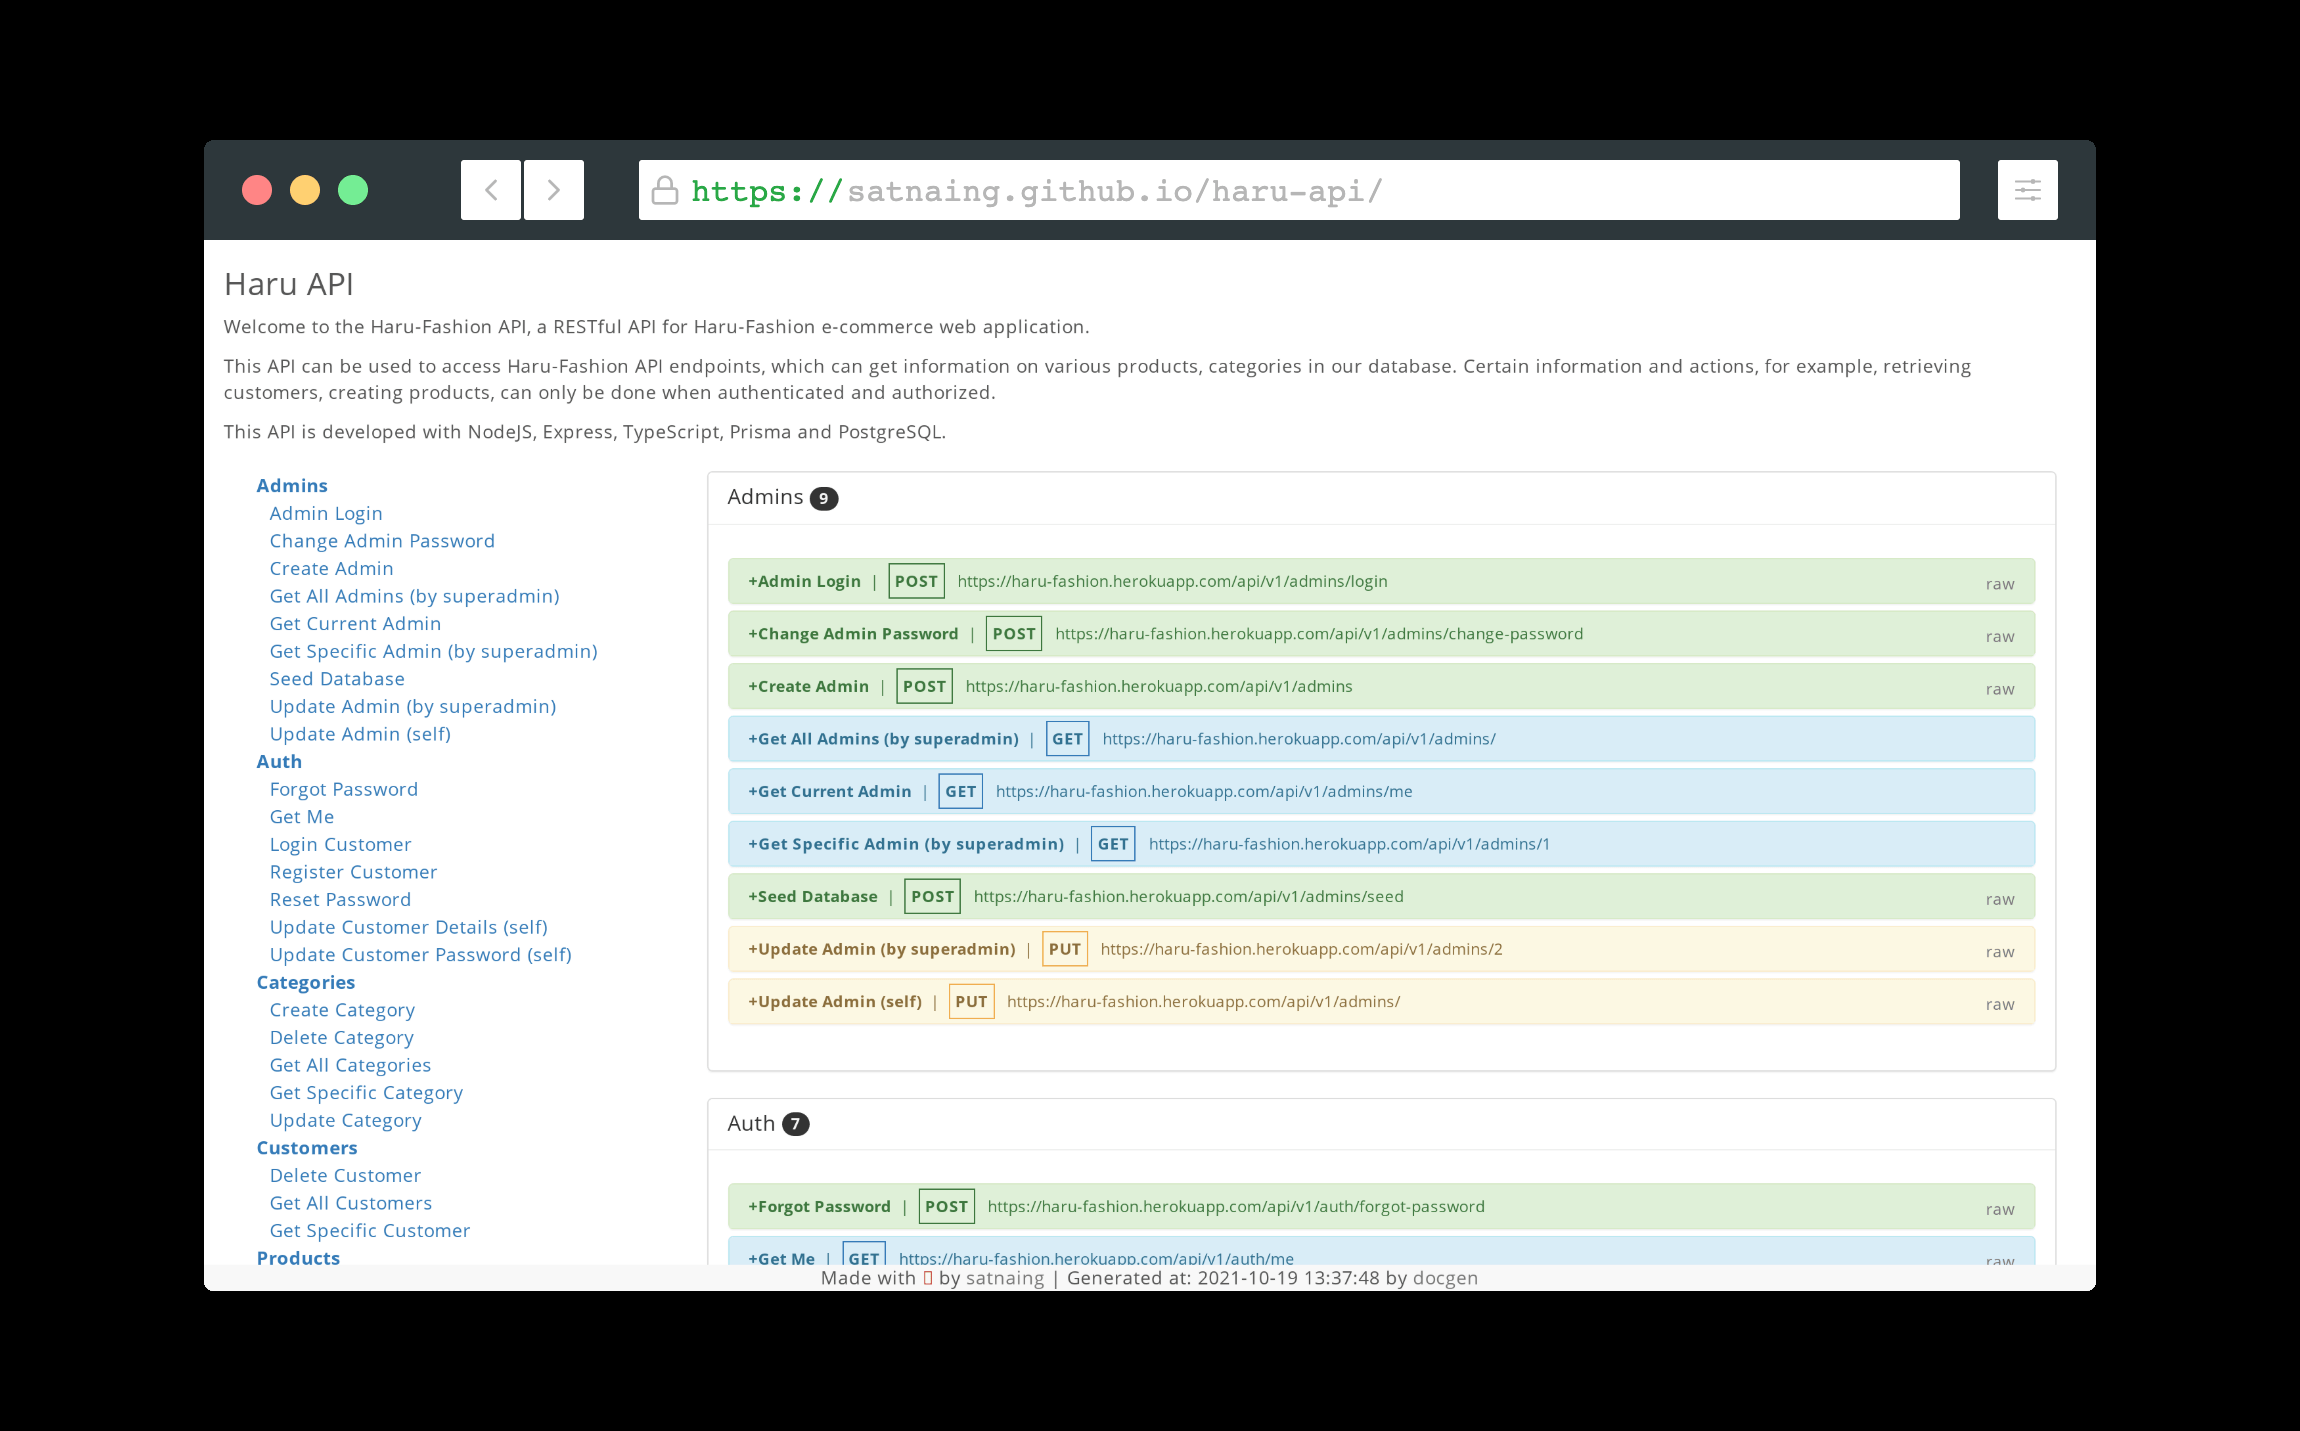 https://satnaing.github.io/haru-api/
Haru API
Welcome to the Haru-Fashion API, a RESTful API for Haru-Fashion e-commerce web application.
This API can be used to access Haru-Fashion API endpoints, which can get information on various products, categories in our database. Certain information and actions, for example, retrieving
customers, creating products, can only be done when authenticated and authorized.
This API is developed with NodeJS, Express, TypeScript, Prisma and PostgreSQL.
Admins
Admin Login
Change Admin Password
Create Admin
Get All Admins (by superadmin)
Get Current Admin
Get Specific Admin (by superadmin)
Seed Database
Update Admin (by superadmin)
Update Admin (self)
Auth
Forgot Password
Get Me
Login Customer
Register Customer
Reset Password
Update Customer Details (self)
Update Customer Password (self)
Categories
Create Category
Delete Category
Get All Categories
Get Specific Category
Update Category
Customers
Delete Customer
Get All Customers
Get Specific Customer
Products
Admins 9
+Admin Login | POST https://haru-fashion.herokuapp.com/api/v1/admins/login raw
+Change Admin Password | POST https://haru-fashion.herokuapp.com/api/v1/admins/change-password raw
+Create Admin | POST https://haru-fashion.herokuapp.com/api/v1/admins raw
+Get All Admins (by superadmin) | GET https://haru-fashion.herokuapp.com/api/v1/admins/
+Get Current Admin | GET https://haru-fashion.herokuapp.com/api/v1/admins/me
+Get Specific Admin (by superadmin) | GET https://haru-fashion.herokuapp.com/api/v1/admins/1
+Seed Database | POST https://haru-fashion.herokuapp.com/api/v1/admins/seed raw
+Update Admin (by superadmin) | PUT https://haru-fashion.herokuapp.com/api/v1/admins/2 raw
+Update Admin (self) | PUT https://haru-fashion.herokuapp.com/api/v1/admins/ raw
Auth 7
+Forgot Password | POST https://haru-fashion.herokuapp.com/api/v1/auth/forgot-password raw
+Get Me | GET https://haru-fashion.herokuapp.com/api/v1/auth/me raw
Made with by satnaing | Generated at: 2021-10-19 13:37:48 by docgen